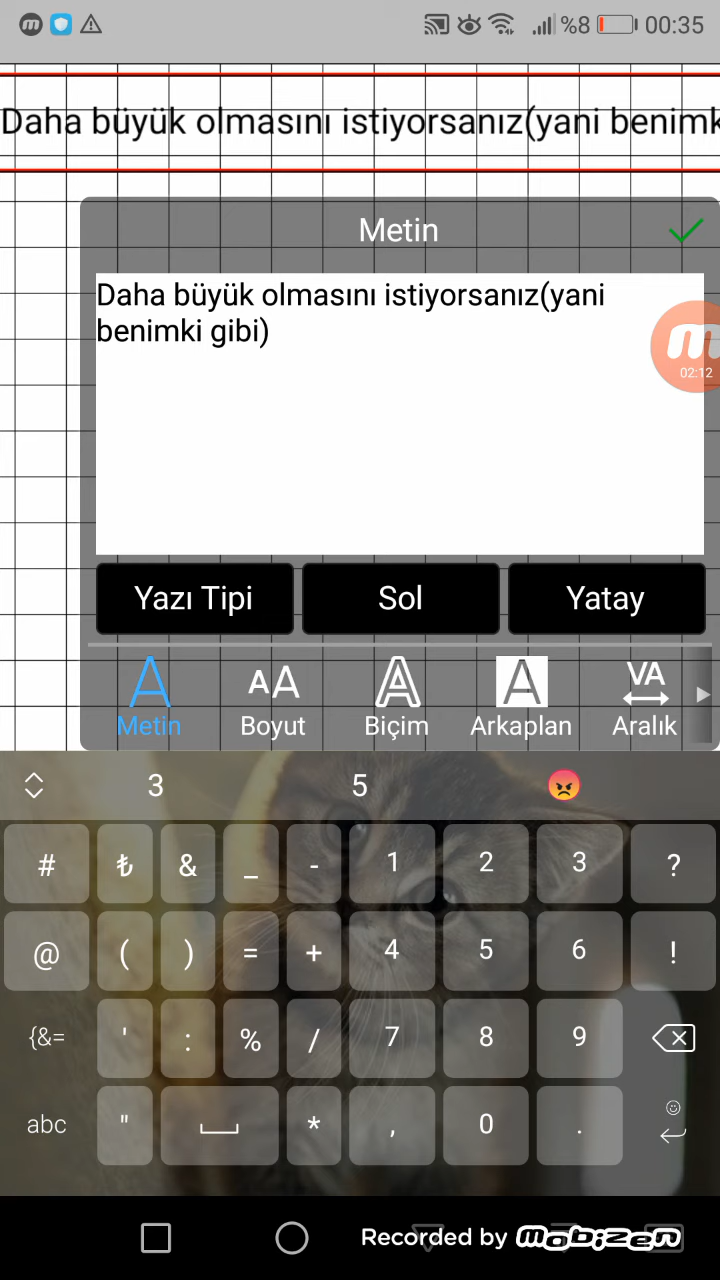 %8 00:35
Daha büyük olmasını istiyorsanız(yani benimk
Metin
Daha büyük olmasını istiyorsanız(yani
benimki gibi)
m
02:12
Yazı Tipi Sol Yatay
Metin Boyut Biçim Arkaplan Aralık
3 5
# ₺ & _ - 1 2 3 ?
@ ( ) = + 4 5 6 !
{&= ' : % / 7 8 9
abc " * , 0 .
Recorded by mobizen